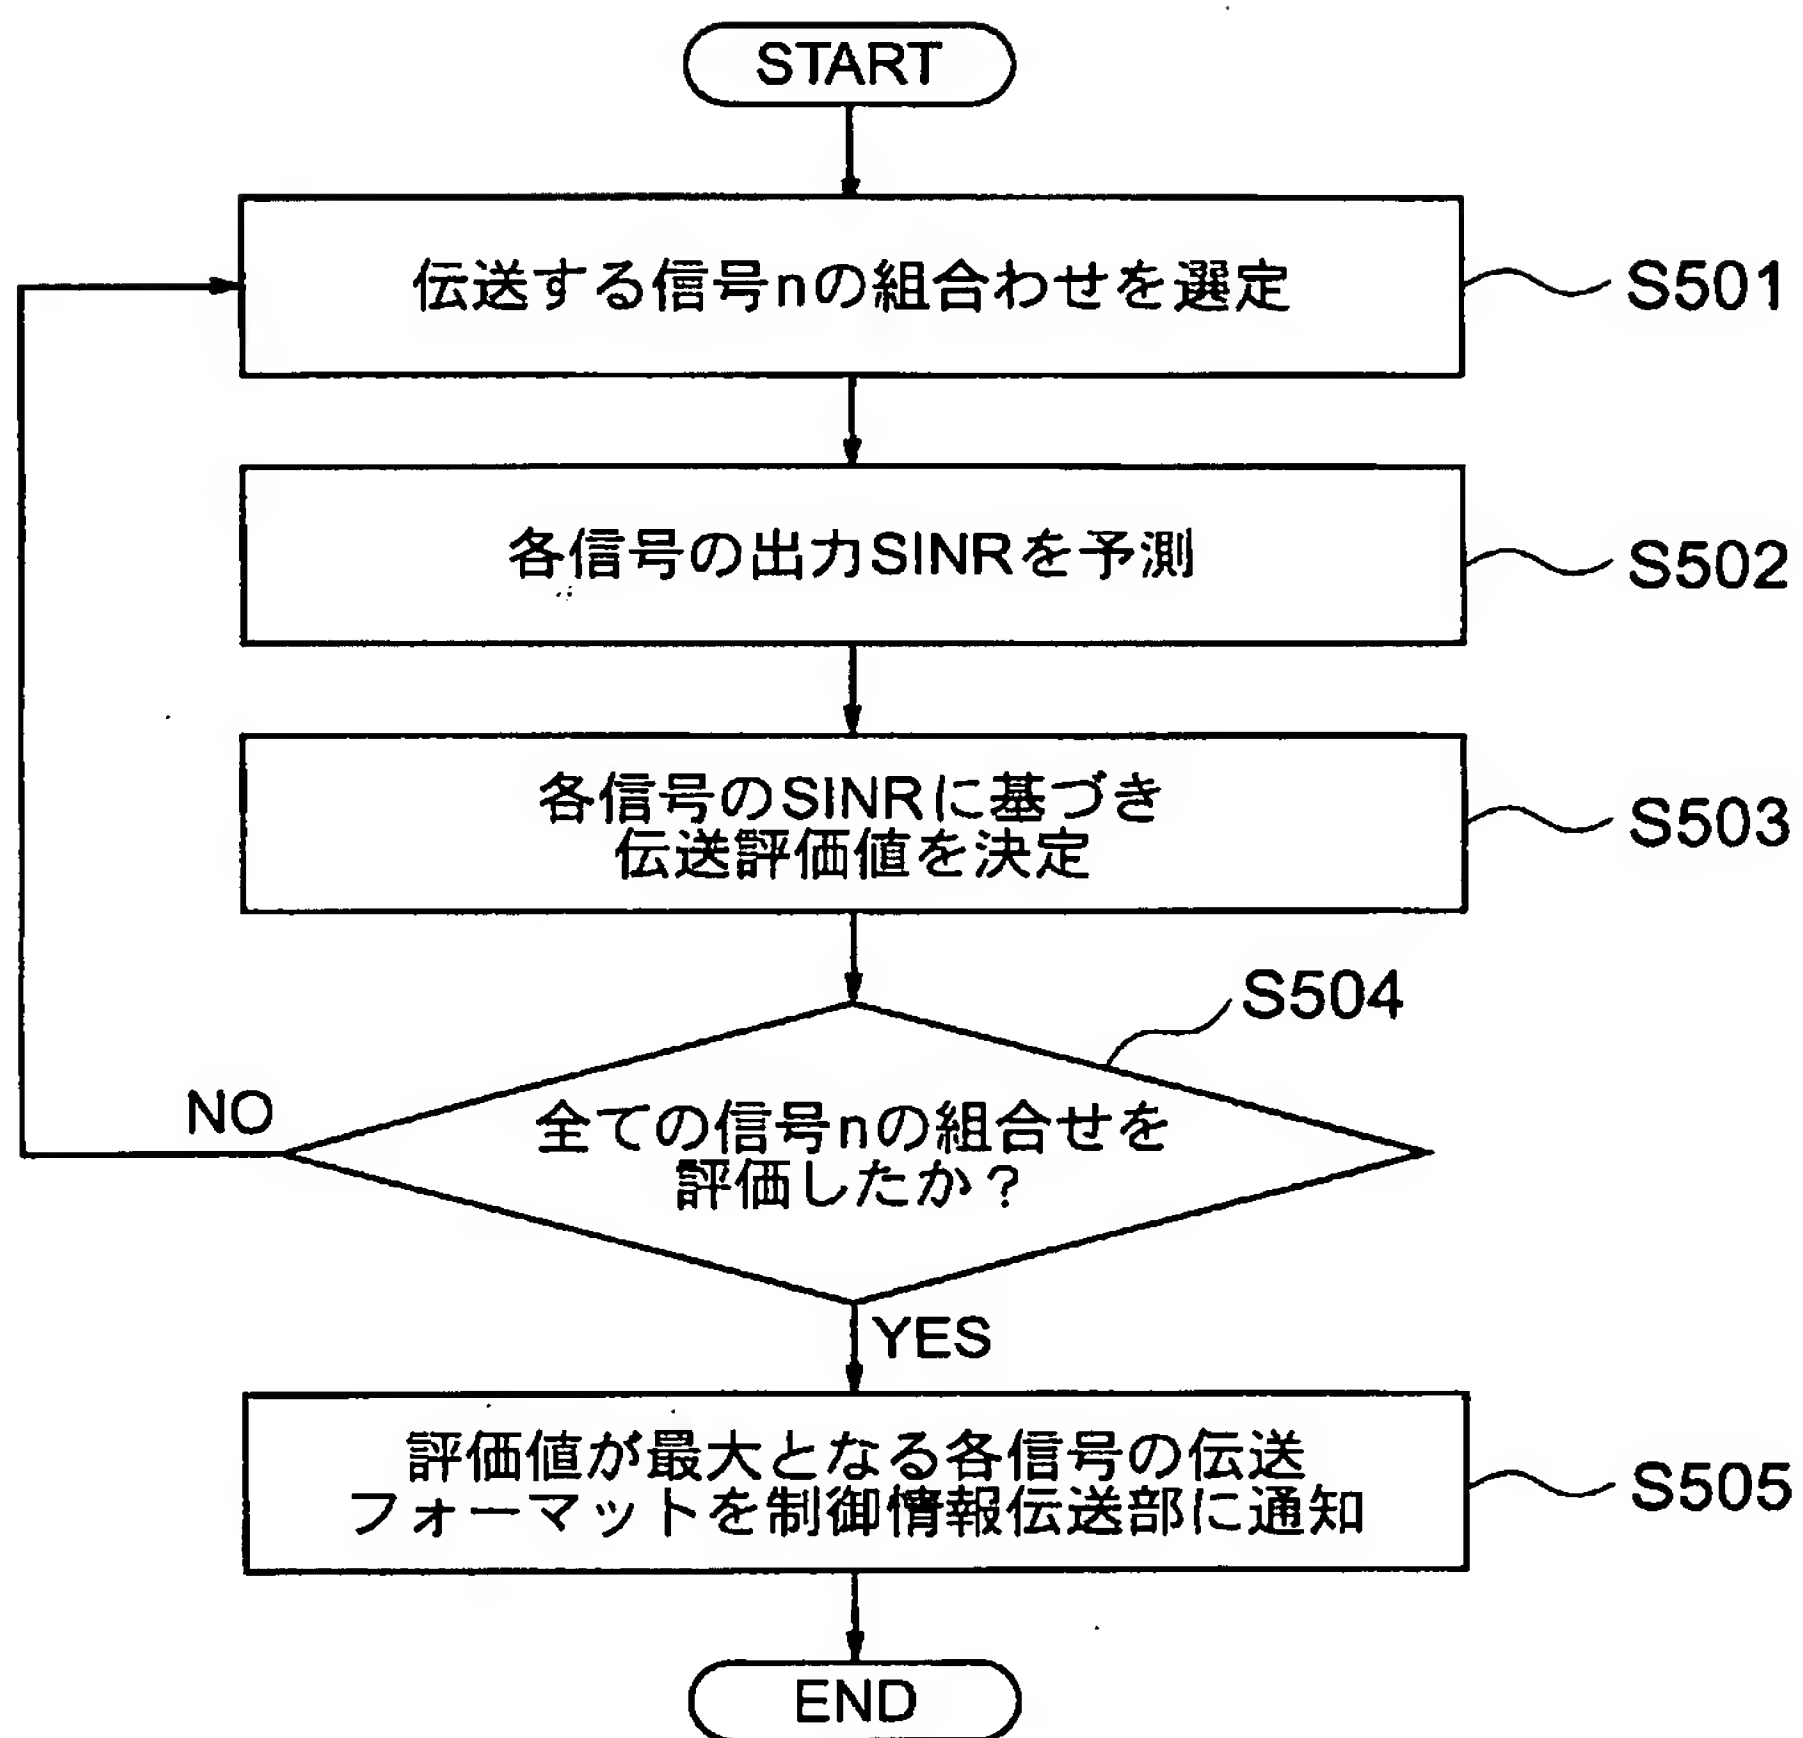 START
伝送する信号nの組合わせを選定
S501
各信号の出力SINRを予測
S502
各信号のSINRに基づき
伝送評価値を決定
S503
S504
全ての信号nの組合せを
評価したか？
NO
YES
評価値が最大となる各信号の伝送
フォーマットを制御情報伝送部に通知
S505
END